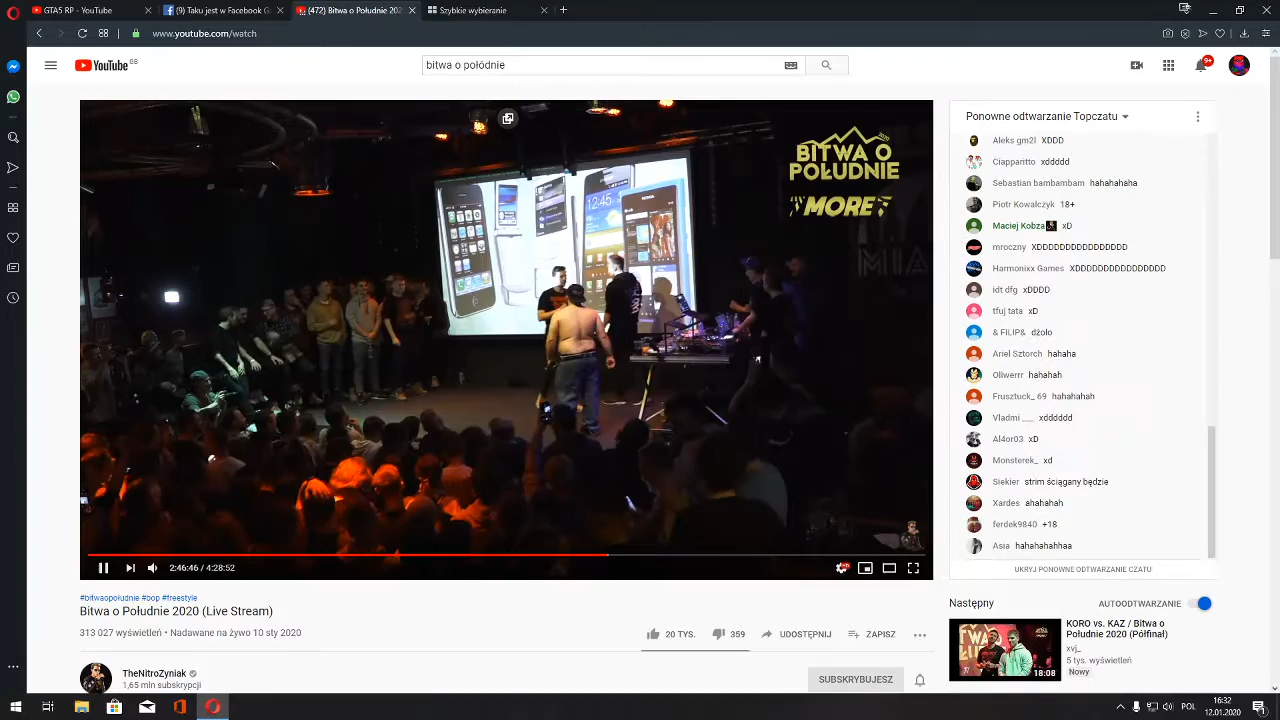 GTA5 RP - YouTube
(9) Taku jest w Facebook G
(472) Bitwa o Południe 202
Szybkie wybieranie
www.youtube.com/watch
YouTube GB
bitwa o połódnie
9+
BITWA O
POŁUDNIE
MORE
12:45
2:46:46 / 4:28:52
Ponowne odtwarzanie Topczatu
Aleks gm2l XDDD
Ciapparitto xddddd
Sebastian bambambam hahahahaha
Piotr Kowalczyk 18+
Maciej Kobza xD
mroczny XDDDDDDDDDDDDDDDD
Harmonixx Games XDDDDDDDDDDDDDDD
idt dfg xDDDD
tfuj tata xD
& FILIP& dżolo
Ariel Sztorch hahaha
Oliwerrr hahahah
Frusztuck_ 69 hahahahah
Vladmi ___ xdddddd
Al4or03 xD
Monsterek_ xd
Siekier strim ściągany będzie
Xardes ahahahah
ferdek9840 +18
Asia hahahahahhaa
UKRYJ PONOWNE ODTWARZANIE CZATU
#bitwaopołudnie #bop #freestyle
Bitwa o Południe 2020 (Live Stream)
313 027 wyświetleń • Nadawane na żywo 10 sty 2020
20 TYS.
359
UDOSTĘPNIJ
ZAPISZ
TheNitroZyniak
1,65 mln subskrypcji
SUBSKRYBUJESZ
Następny
AUTOODTWARZANIE
KORO vs. KAZ / Bitwa o
Południe 2020 (Półfinał)
xvj_
5 tys. wyświetleń
Nowy
18:08
16:32
12.01.2020